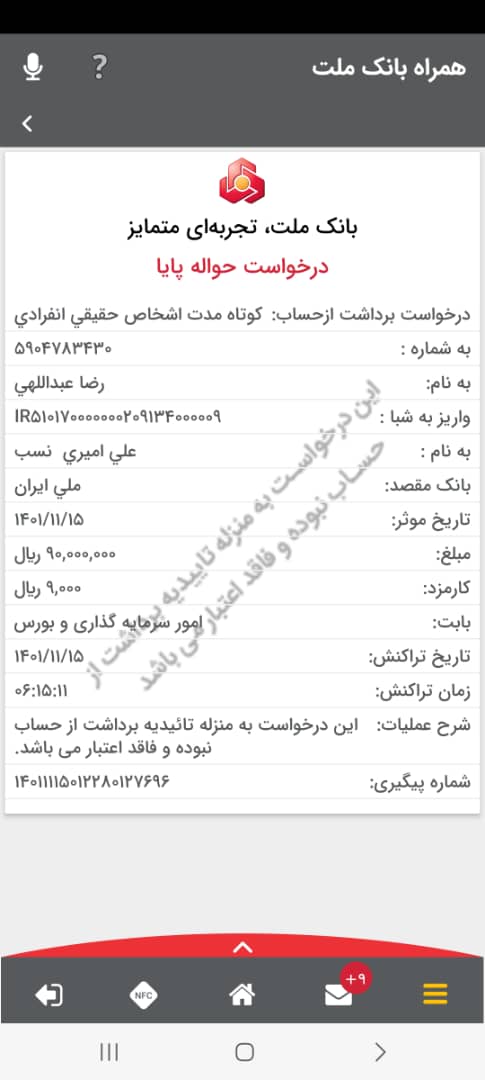 همراه بانک ملت
?
بانک ملت، تجربه‌ای متمایز
درخواست حواله پایا
درخواست برداشت ازحساب: کوتاه مدت اشخاص حقيقي انفرادي
به شماره : ۵۹۰۴۷۸۳۴۳۰
به نام: رضا عبداللهي
واریز به شبا : IR۵۱۰۱۷۰۰۰۰۰۰۰۲۰۹۱۳۴۰۰۰۰۰۹
به نام : علي اميري نسب
بانک مقصد: ملي ايران
تاریخ موثر: ۱۴۰۱/۱۱/۱۵
مبلغ: ۹۰,۰۰۰,۰۰۰ ریال
کارمزد: ۹,۰۰۰ ریال
بابت: امور سرمایه گذاری و بورس
تاریخ تراکنش: ۱۴۰۱/۱۱/۱۵
زمان تراکنش: ۰۶:۱۵:۱۱
شرح عملیات: این درخواست به منزله تائیدیه برداشت از حساب
نبوده و فاقد اعتبار می باشد.
شماره پیگیری: ۱۴۰۱۱۱۱۵۰۱۲۲۸۰۱۲۷۶۹۶
این درخواست به منزله تاییدیه برداشت از
حساب نبوده و فاقد اعتبار می باشد
+۹
NFC